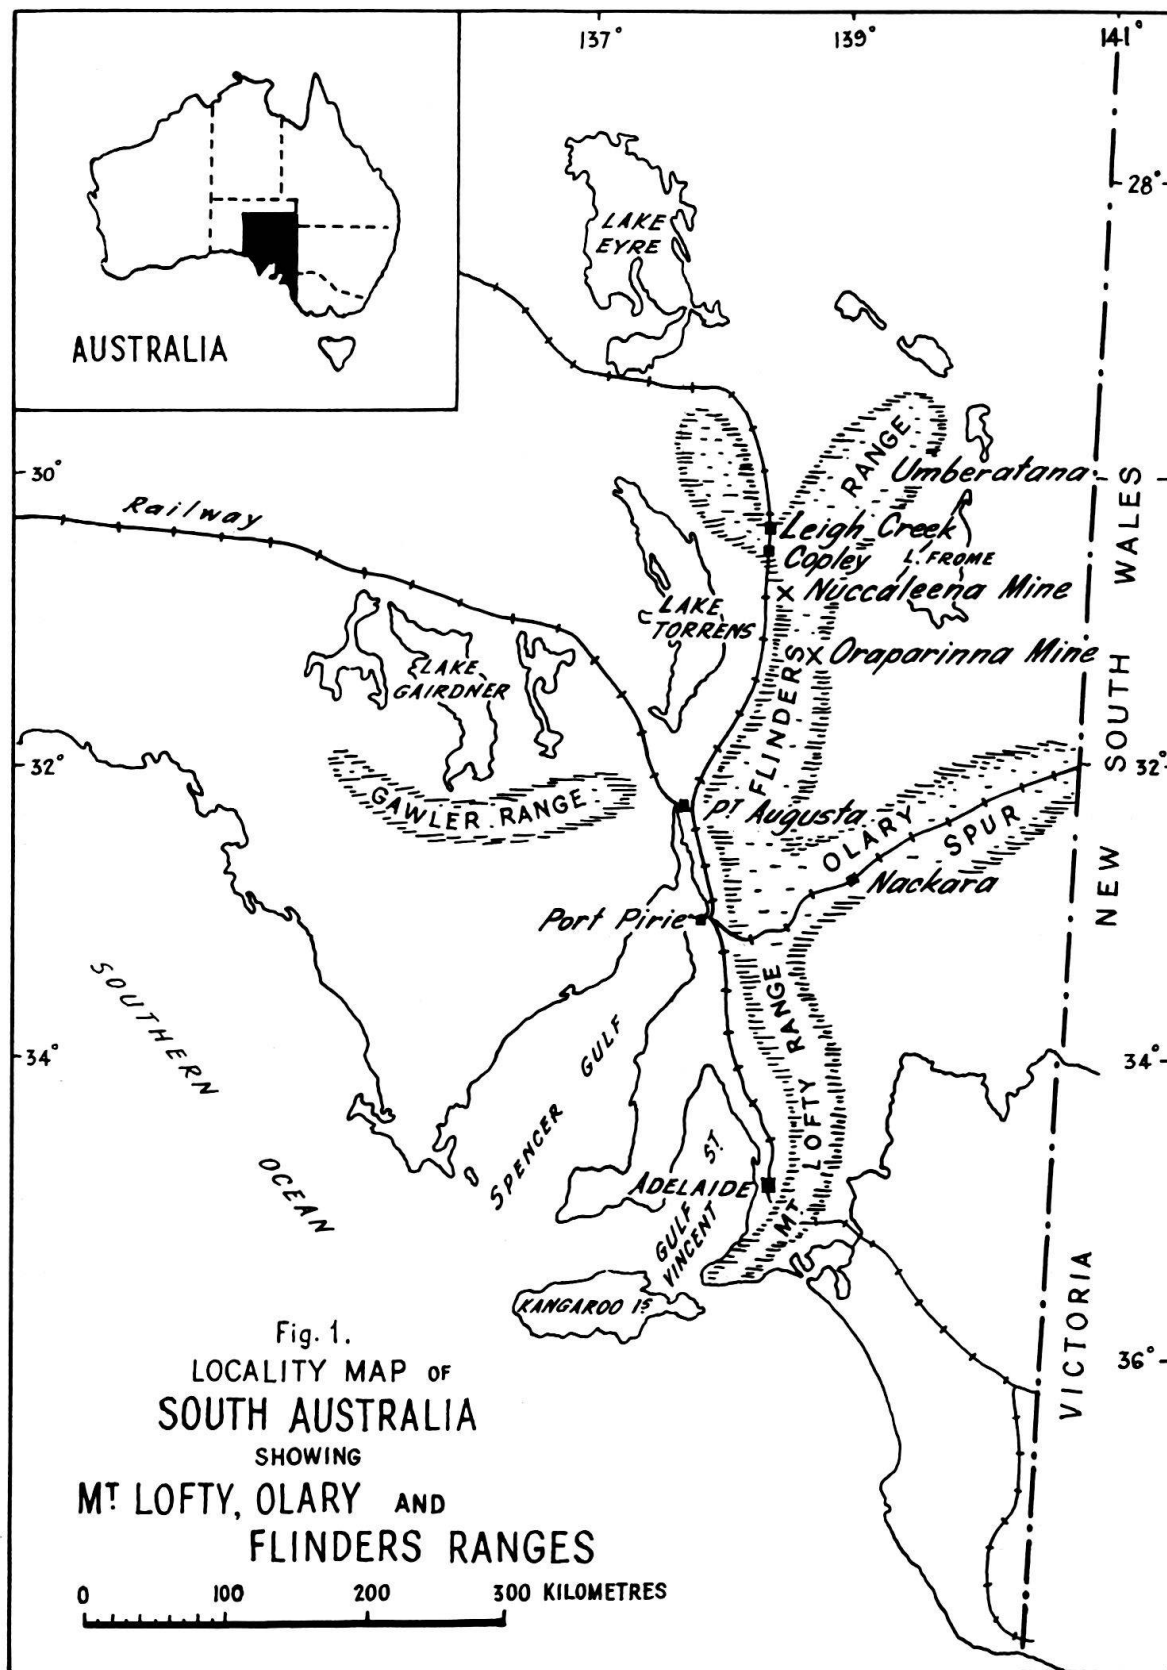 137°
139°
141°
28°
LAKE
EYRE
AUSTRALIA
30°
RANGE
Umberatana
Railway
Leigh Creek
Copley
L. FROME
Nuccaleena Mine
LAKE
TORRENS
Oraparinna Mine
FLINDERS
LAKE
GAIRDNER
32°
32°
GAWLER RANGE
PT Augusta
OLARY
SPUR
Nackara
Port Pirie
NEW SOUTH WALES
SOUTHERN
OCEAN
34°
34°
SPENCER
GULF
MT LOFTY RANGE
ADELAIDE
GULF ST.
VINCENT
KANGAROO IS
VICTORIA
36°
Fig. 1.
LOCALITY MAP OF
SOUTH AUSTRALIA
SHOWING
MT LOFTY, OLARY AND
FLINDERS RANGES
0 100 200 300 KILOMETRES